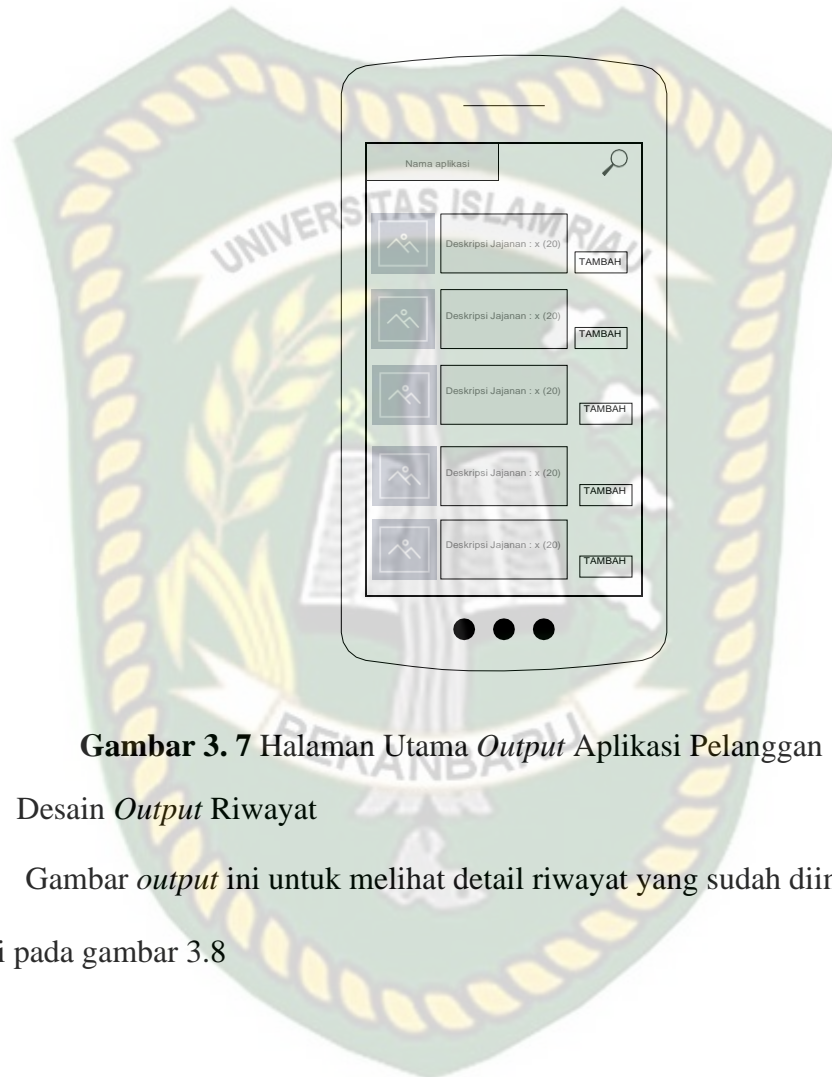 Nama aplikasi
UNIVERSITAS ISLAM RIAU
Deskripsi Jajanan : x (20)
TAMBAH
Deskripsi Jajanan : x (20)
TAMBAH
Deskripsi Jajanan : x (20)
TAMBAH
Deskripsi Jajanan : x (20)
TAMBAH
Deskripsi Jajanan : x (20)
TAMBAH
PEKANBARU
Gambar 3. 7 Halaman Utama Output Aplikasi Pelanggan
Desain Output Riwayat
Gambar output ini untuk melihat detail riwayat yang sudah
pada gambar 3.8